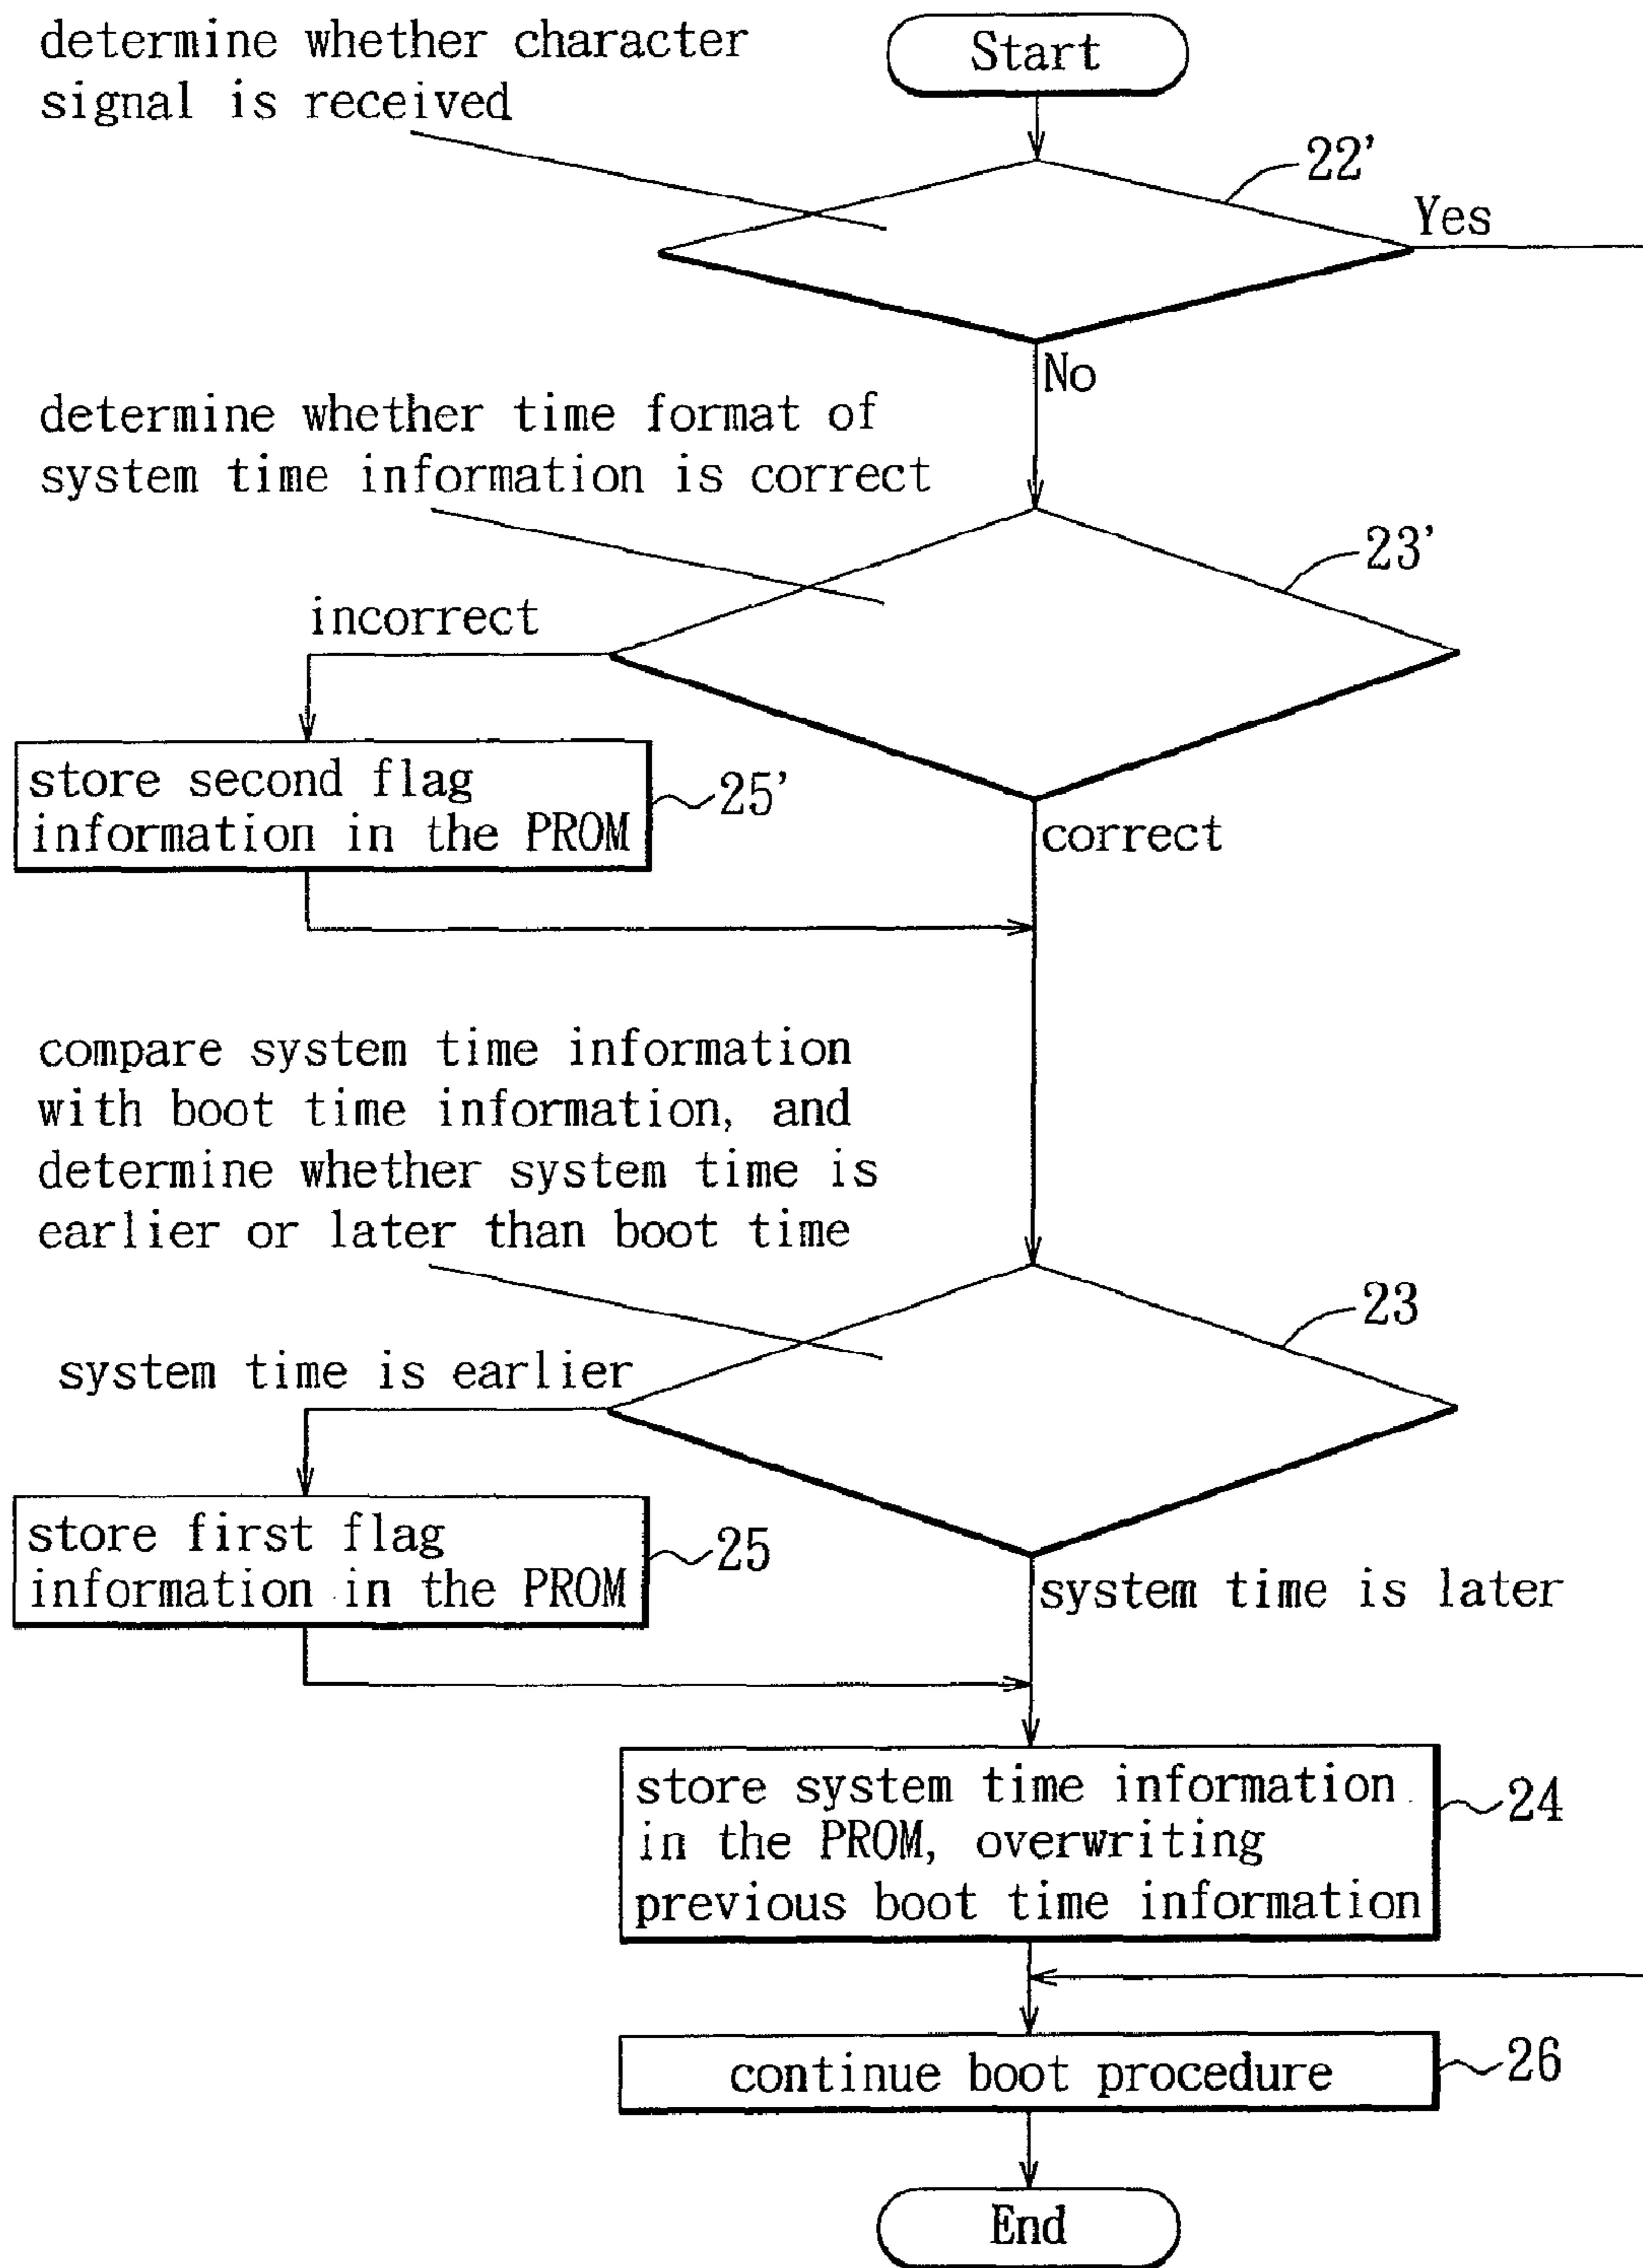 determine whether character
signal is received
Start
22'
Yes
No
determine whether time format of
system time information is correct
23'
incorrect
store second flag
information in the PROM
25'
correct
compare system time information
with boot time information, and
determine whether system time is
earlier or later than boot time
23
system time is earlier
store first flag
information in the PROM
25
system time is later
store system time information
in the PROM, overwriting
previous boot time information
24
continue boot procedure
26
End